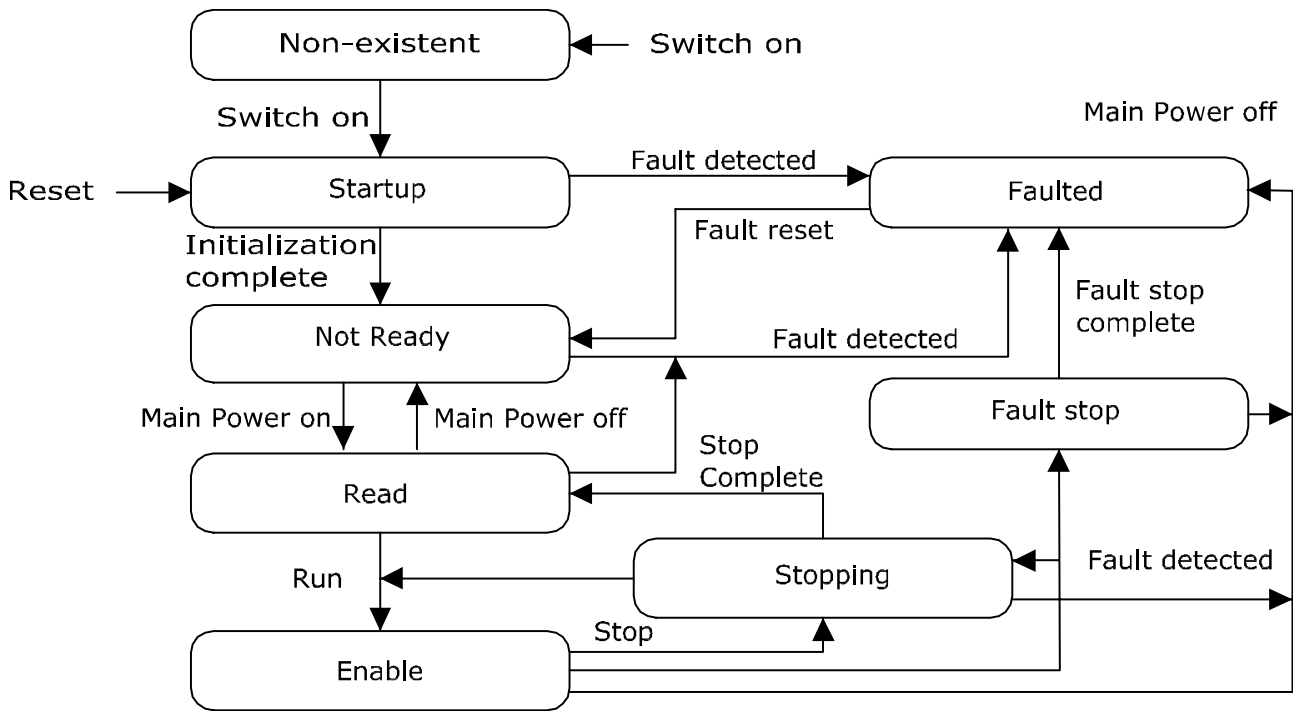 Non-existent
Switch on
Switch on
Main Power off
Reset
Startup
Fault detected
Faulted
Initialization
complete
Fault reset
Not Ready
Fault detected
Fault stop
complete
Main Power on
Main Power off
Fault stop
Stop
Complete
Read
Run
Stopping
Fault detected
Stop
Enable